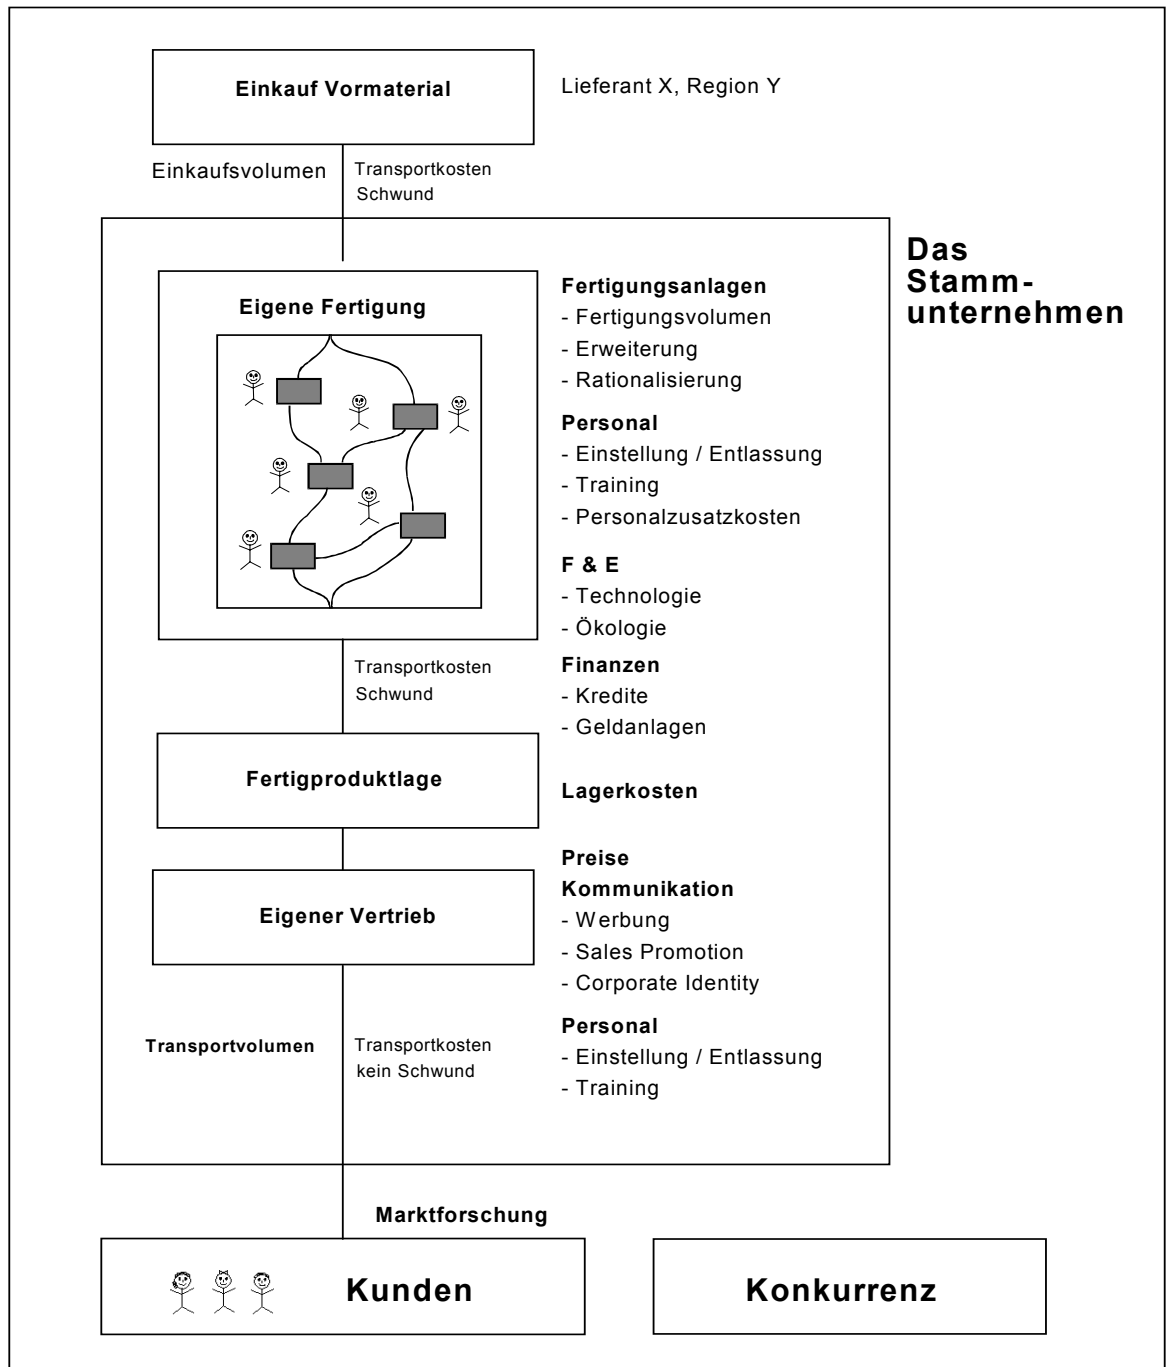 Einkauf Vormaterial
Lieferant X, Region Y
Einkaufsvolumen
Transportkosten
Schwund
Das
Stamm-
unternehmen
Eigene Fertigung
Fertigungsanlagen
- Fertigungsvolumen
- Erweiterung
- Rationalisierung
Personal
- Einstellung / Entlassung
- Training
- Personalzusatzkosten
F & E
- Technologie
- Ökologie
Transportkosten
Schwund
Finanzen
- Kredite
- Geldanlagen
Fertigproduktlage
Lagerkosten
Eigener Vertrieb
Preise
Kommunikation
- Werbung
- Sales Promotion
- Corporate Identity
Transportvolumen
Transportkosten
kein Schwund
Personal
- Einstellung / Entlassung
- Training
Marktforschung
Kunden
Konkurrenz